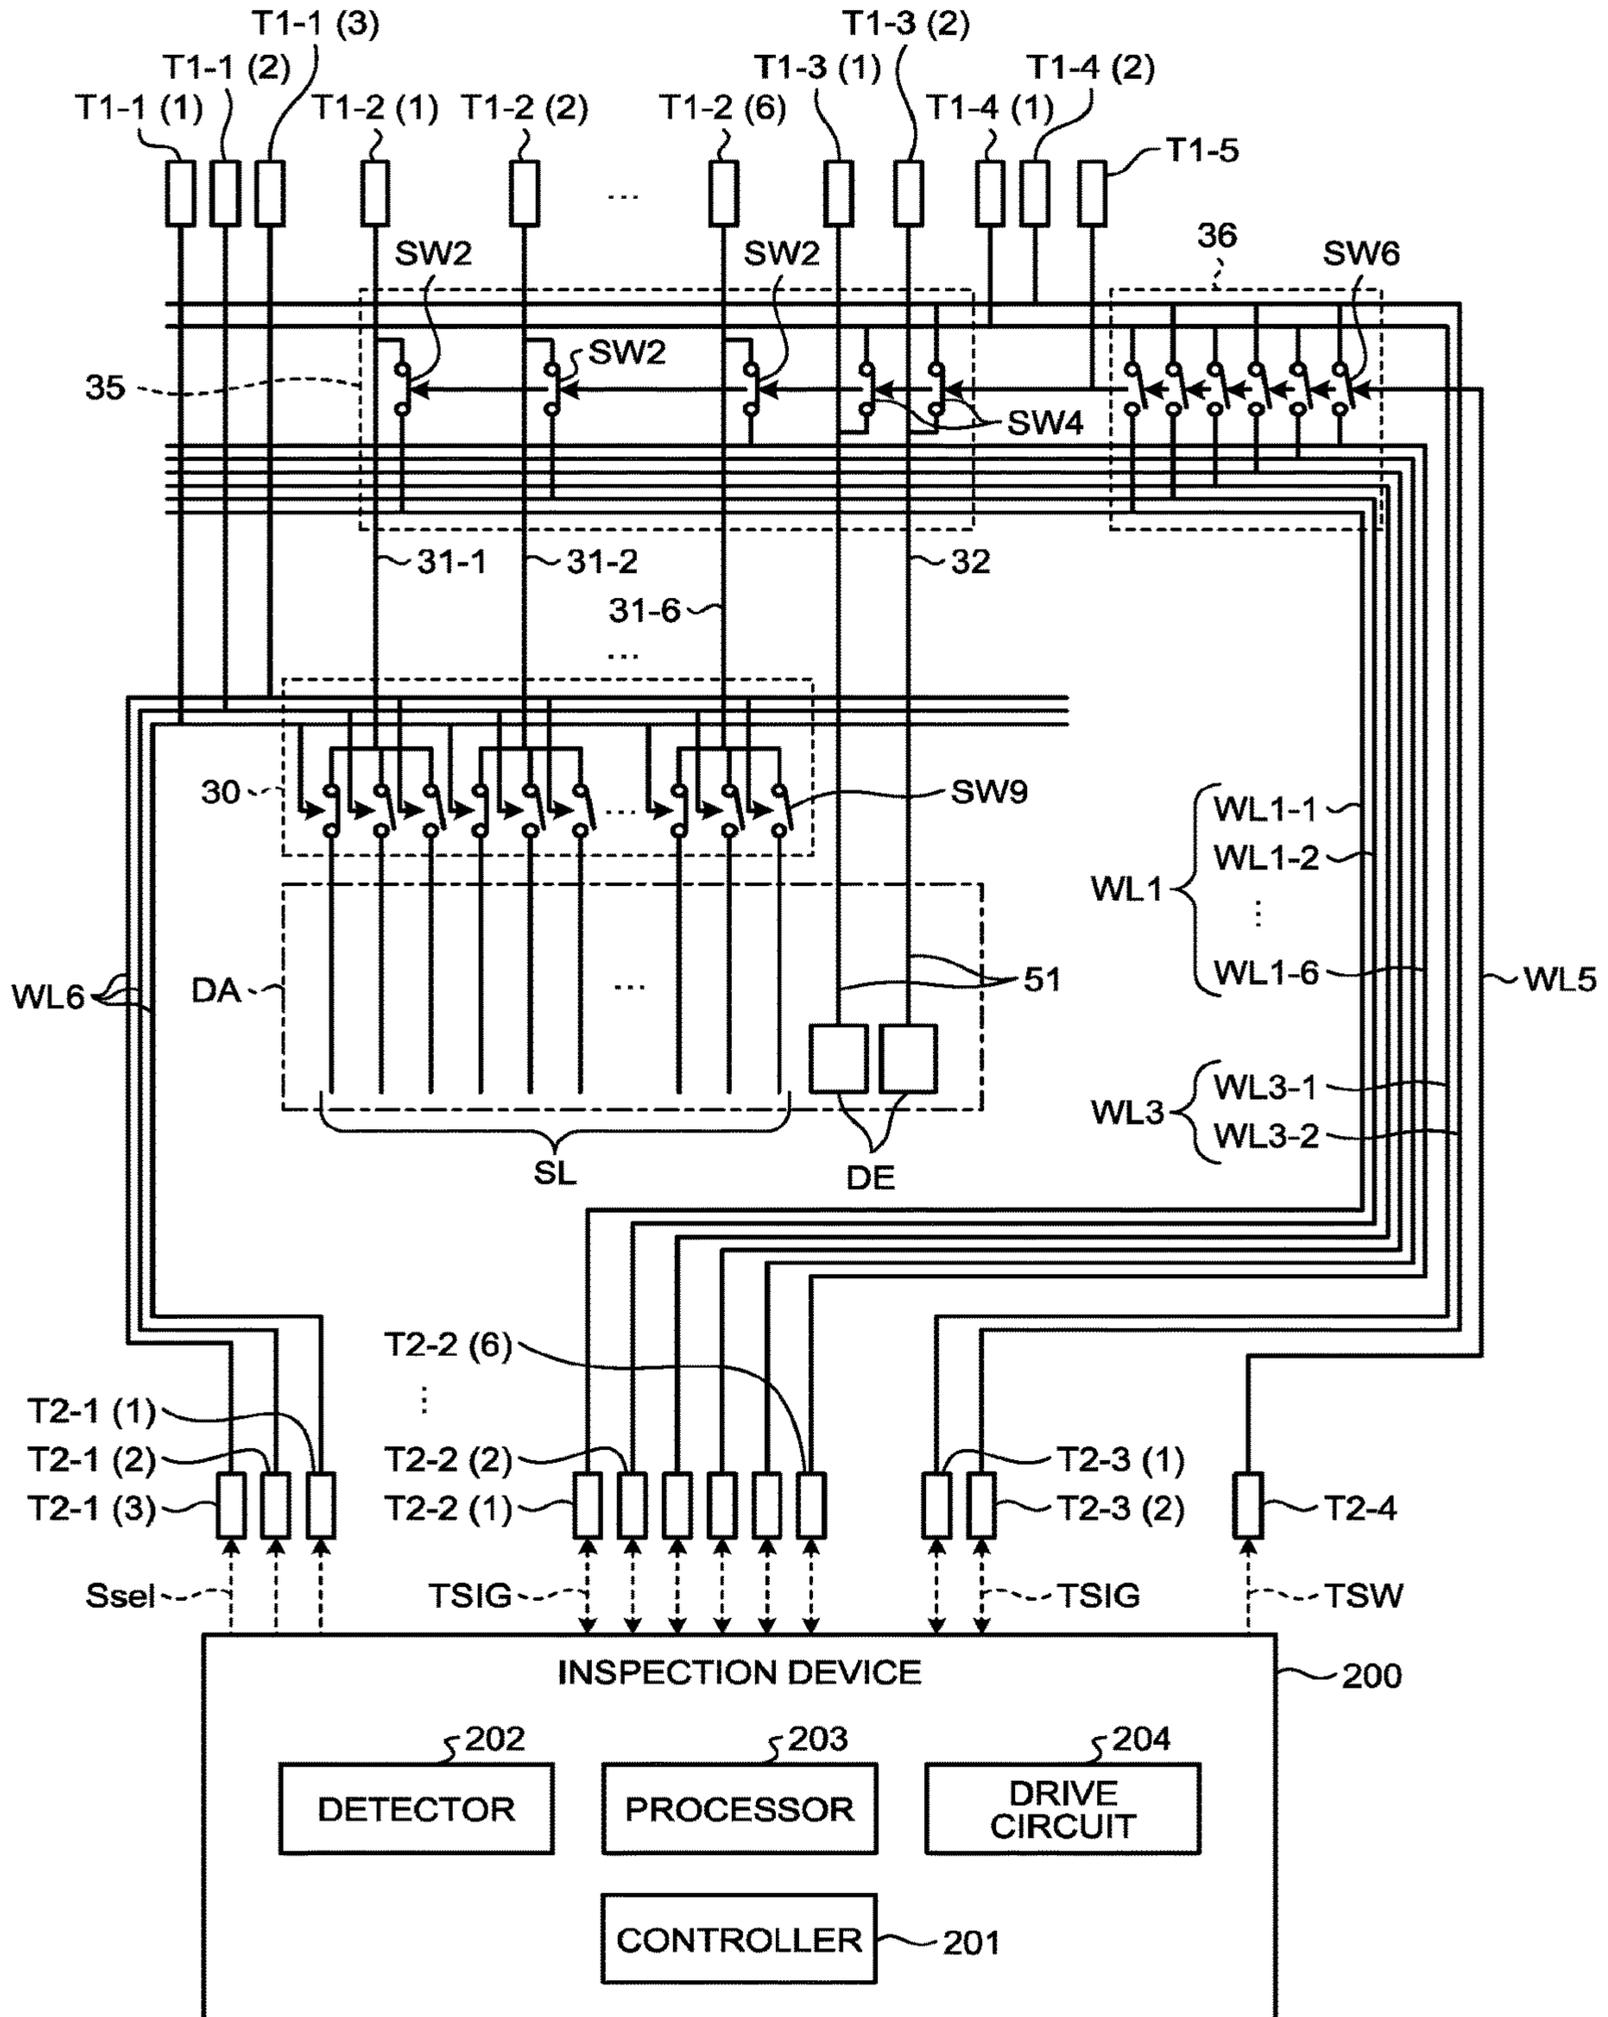 T1-1 (3)
T1-3 (2)
T1-1 (2)
T1-3 (1)
T1-4 (2)
T1-1 (1)
T1-2 (1)
T1-2 (2)
T1-2 (6)
T1-4 (1)
T1-5
...
36
SW2
SW2
SW6
SW2
35
SW4
31-1
31-2
32
31-6
...
30
...
SW9
WL1-1
WL1-2
WL1
...
WL1-6
WL6
DA
...
51
WL5
WL3-1
WL3
WL3-2
SL
DE
T2-2 (6)
...
T2-1 (1)
T2-1 (2)
T2-2 (2)
T2-3 (1)
T2-1 (3)
T2-2 (1)
T2-3 (2)
T2-4
Ssel
TSIG
TSIG
TSW
INSPECTION DEVICE
200
202
203
204
DETECTOR
PROCESSOR
DRIVE
CIRCUIT
CONTROLLER
201